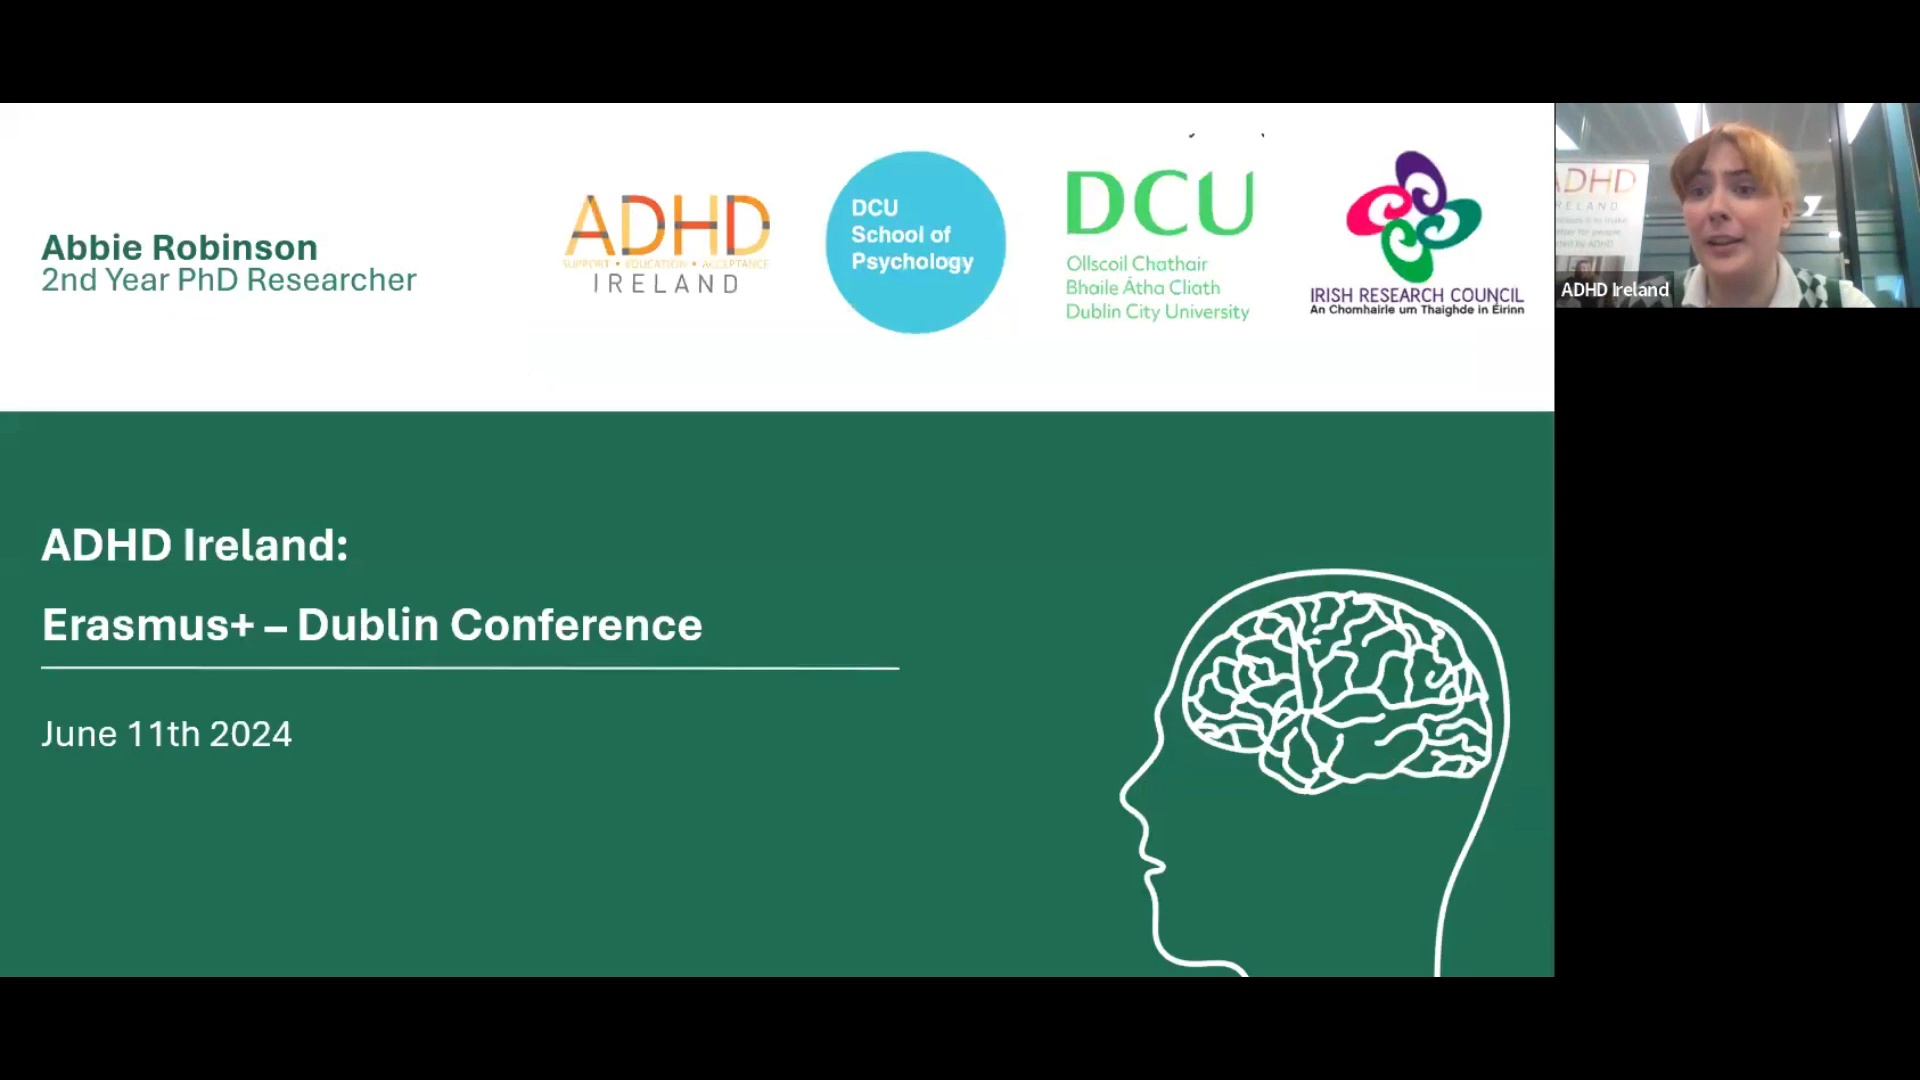 Abbie Robinson
2nd Year PhD Researcher
ADHD
SUPPORT • EDUCATION • ACCEPTANCE
IRELAND
DCU
School of
Psychology
DCU
Ollscoil Chathair
Bhaile Átha Cliath
Dublin City University
IRISH RESEARCH COUNCIL
An Chomhairle um Thaighde in Éirinn
ADHD
IRELAND
ADHD Ireland
ADHD Ireland:
Erasmus+ – Dublin Conference
June 11th 2024